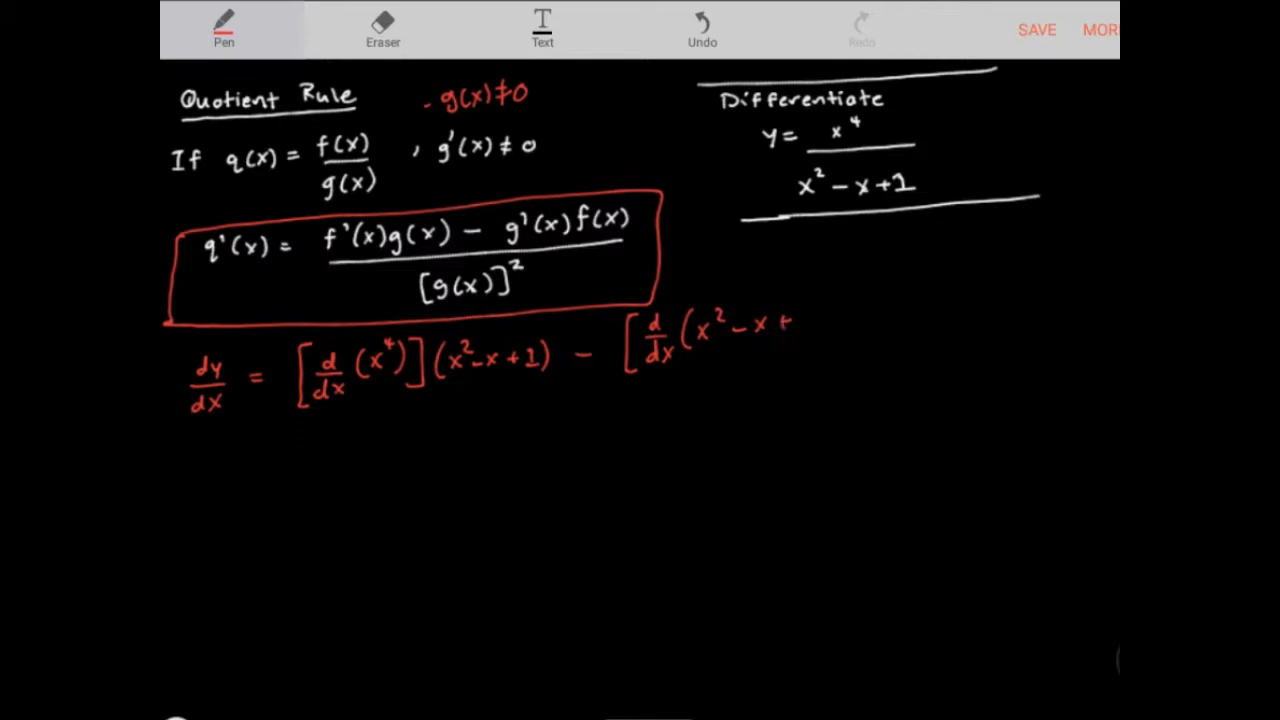 Pen Eraser Text Undo Redo SAVE MOR
Quotient Rule - g(x) ≠ 0
If q(x) = f(x) / g(x) , g'(x) ≠ 0
q'(x) = f'(x)g(x) - g'(x)f(x) / [g(x)]²
Differentiate
y = x⁴ / x² - x + 1
dy/dx = [d/dx (x⁴)](x² - x + 1) - [d/dx (x² - x +